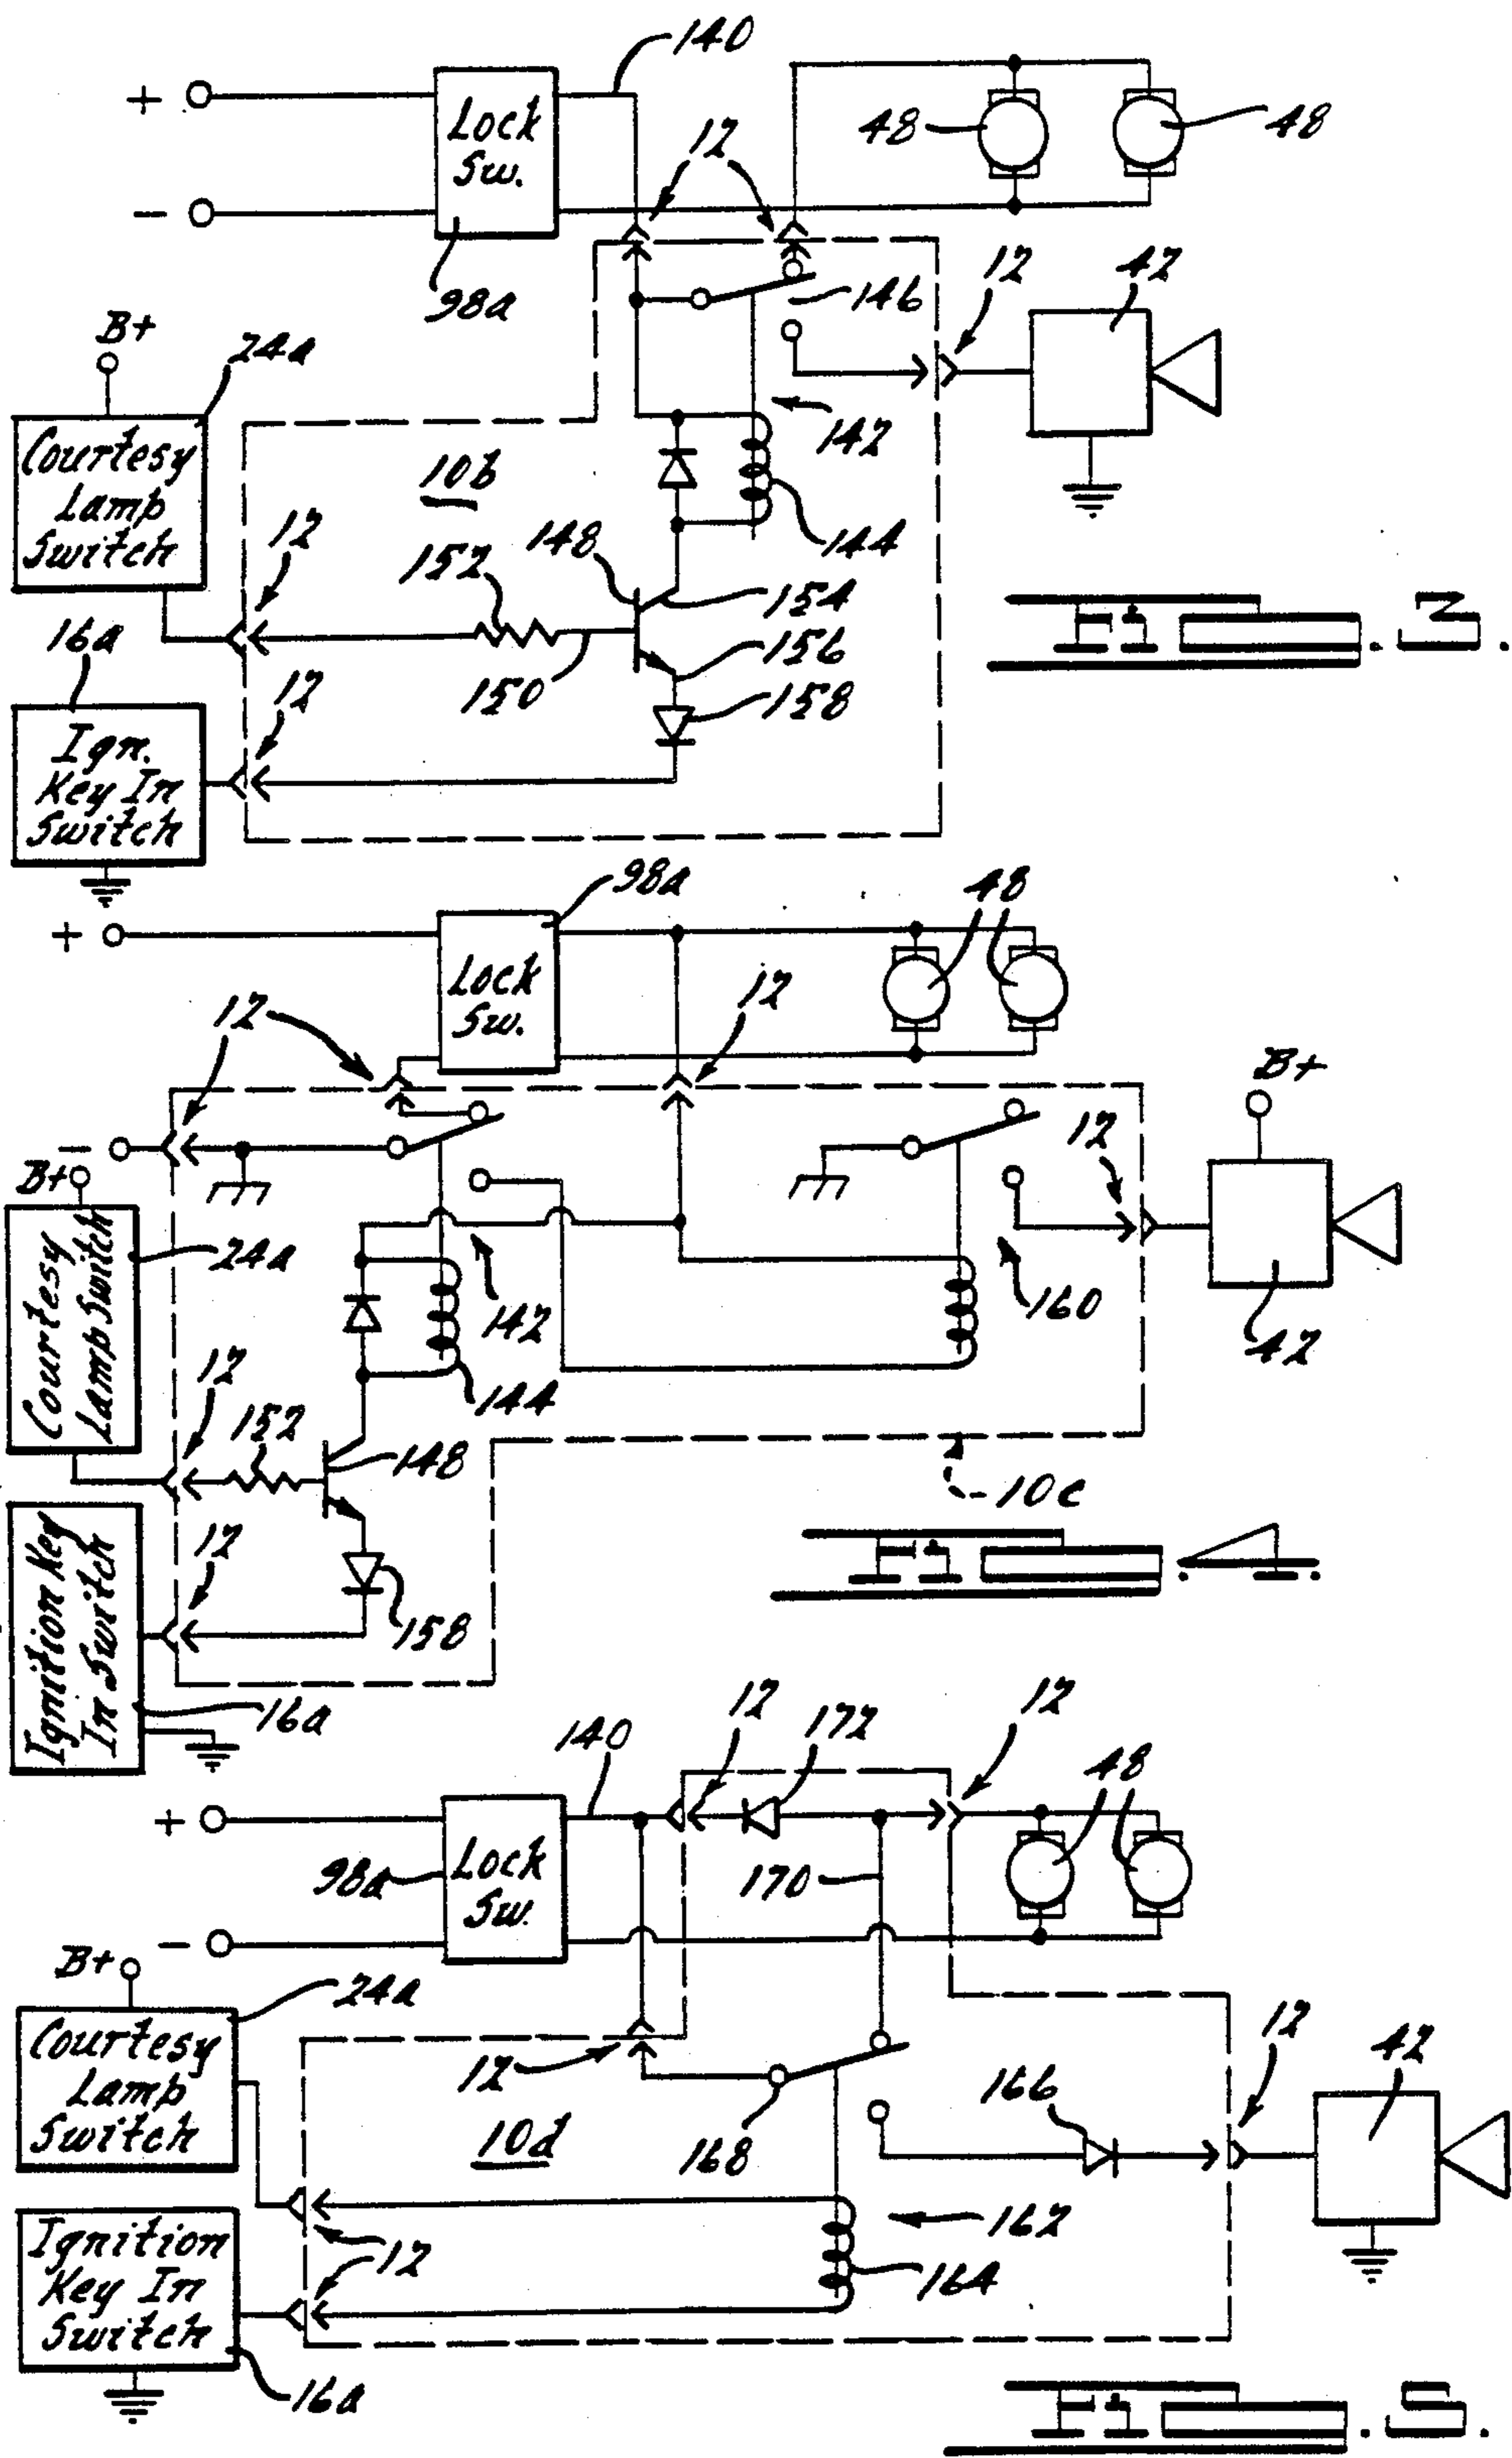 140
+
Lock
Sw.
48
48
12
-
98a
146
12
42
B+
24a
Courtesy
Lamp
Switch
142
10b
144
12
148
152
154
16a
156
150
158
12
Ign.
Key In
Switch
Fig. 3.
98a
48
+
Lock
Sw.
12
12
B+
-
12
B+
Courtesy
Lamp Switch
24a
142
160
42
144
12
152
148
10c
Fig. 4.
12
158
Ignition Key
In Switch
16a
140
12
172
12
48
+
Lock
Sw.
98a
170
-
B+
24a
Courtesy
Lamp
Switch
12
10d
168
166
12
42
162
164
12
Ignition
Key In
Switch
16a
Fig. 5.